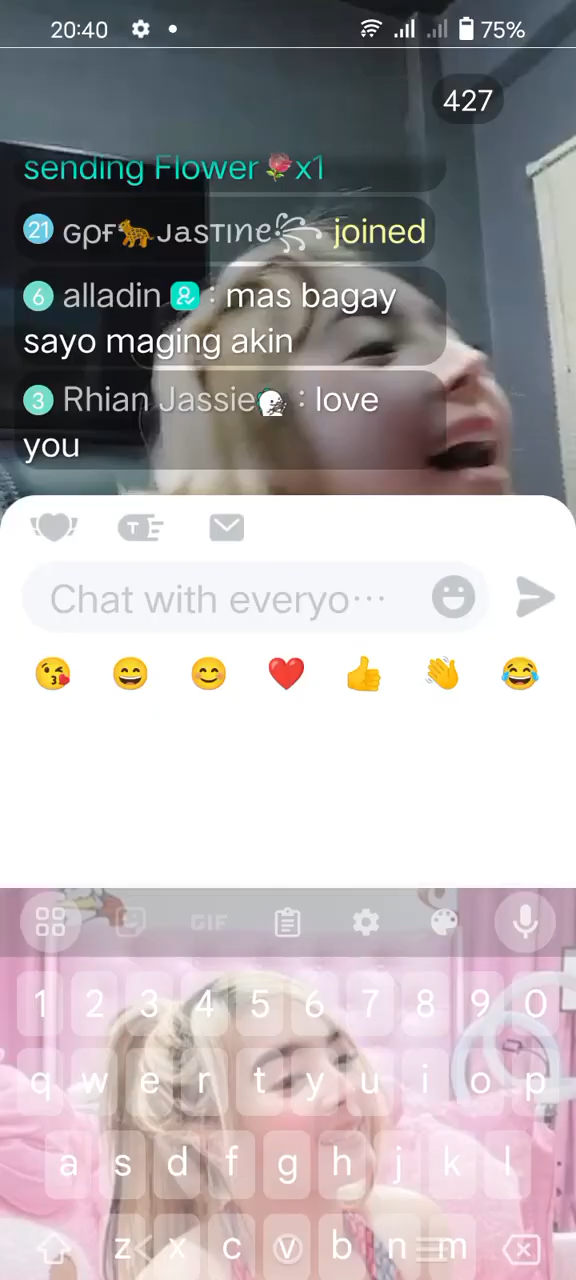 20:40
75%
427
sending Flower🌹x1
21 GPF🐆JASTINE꧂ joined
6 alladin : mas bagay
sayo maging akin
3 Rhian Jassie : love
you
T
Chat with everyo…
😘 😄 😊 ❤️ 👍 👋 😂
GIF
1 2 3 4 5 6 7 8 9 0
q w e r t y u i o p
a s d f g h j k l
z x c v b n m